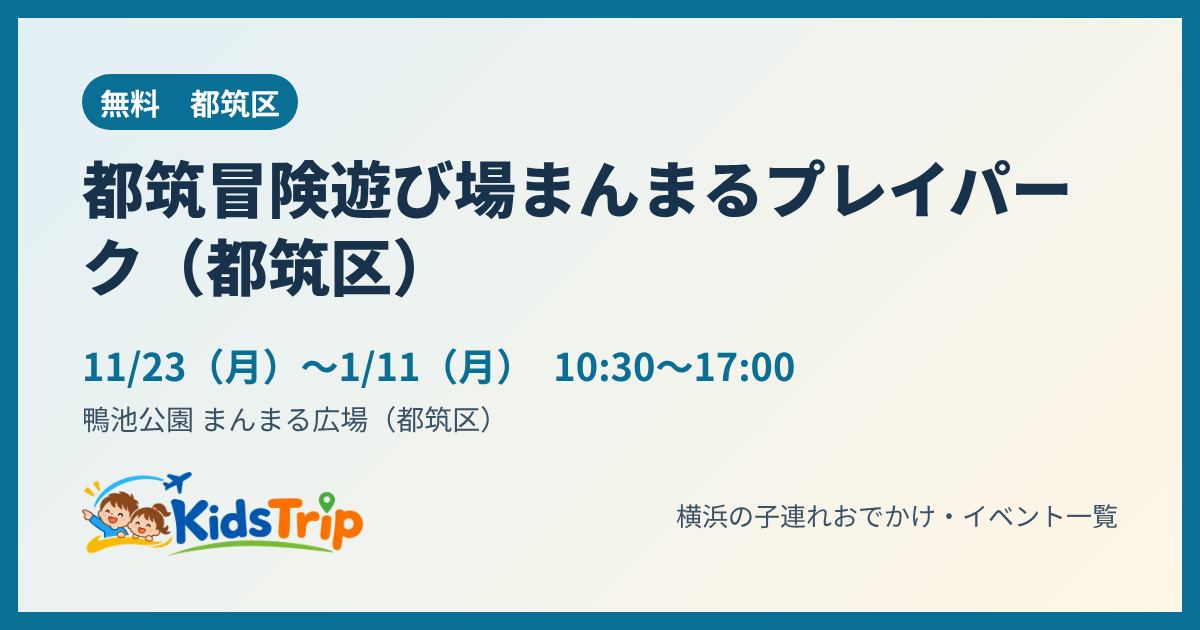 無料　都筑区
都筑冒険遊び場まんまるプレイパー
ク（都筑区）
11/23（月）〜1/11（月）　10:30〜17:00
鴨池公園 まんまる広場（都筑区）
KidsTrip
横浜の子連れおでかけ・イベント一覧